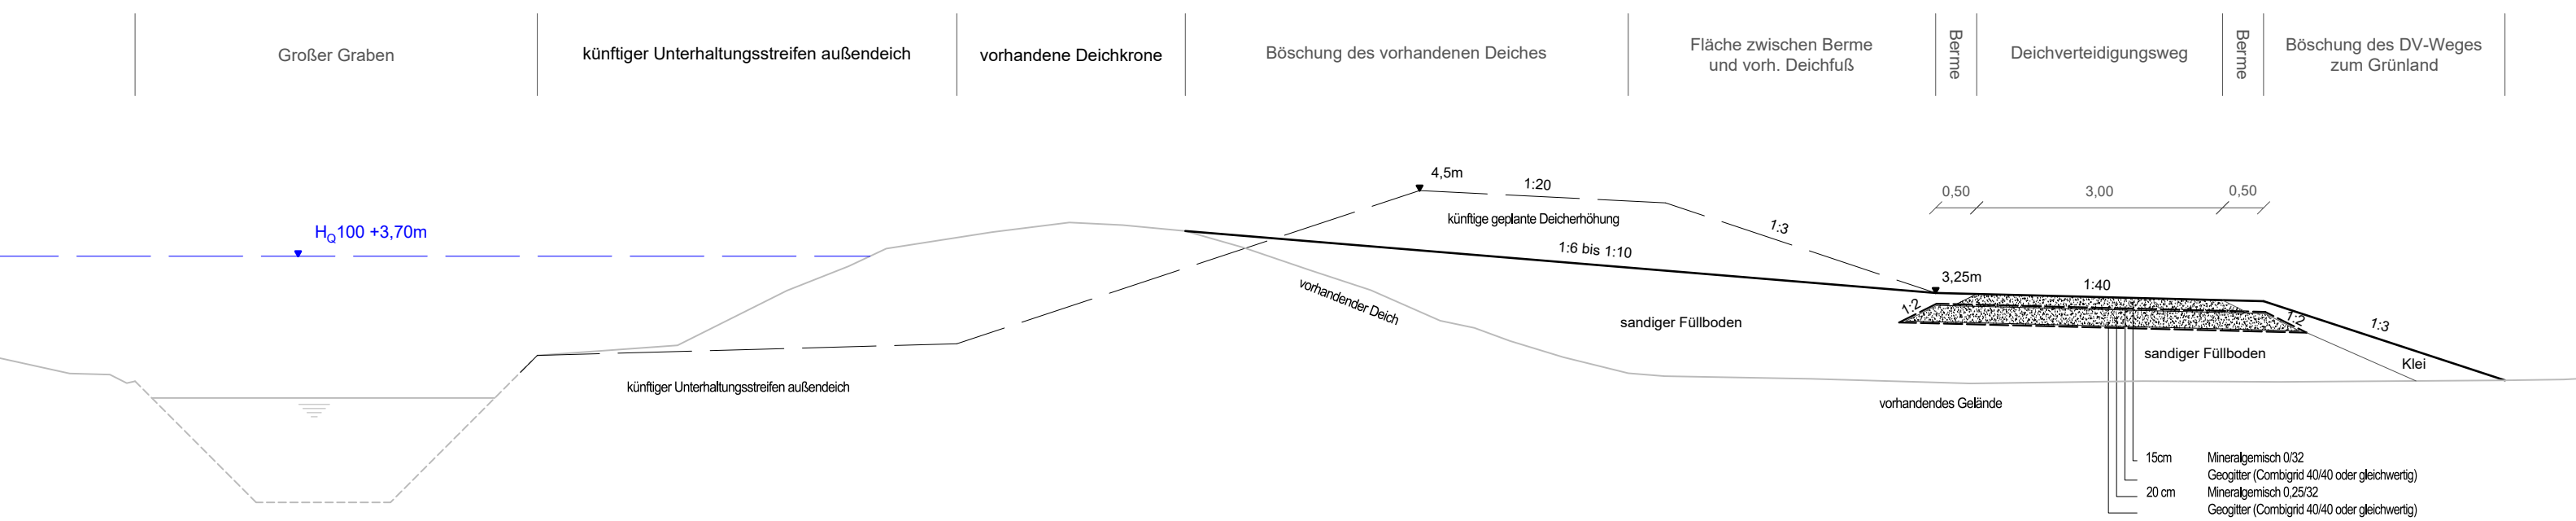 Großer Graben
künftiger Unterhaltungsstreifen außendeich
vorhandene Deichkrone
Böschung des vorhandenen Deiches
Fläche zwischen Berme
und vorh. Deichfuß
Berme
Deichverteidigungsweg
Berme
Böschung des DV-Weges
zum Grünland
4,5m
1:20
künftige geplante Deicherhöhung
1:3
0,50
3,00
0,50
HQ100 +3,70m
1:6 bis 1:10
3,25m
1:40
vorhandender Deich
1:2
sandiger Füllboden
1:2
1:3
sandiger Füllboden
Klei
künftiger Unterhaltungsstreifen außendeich
vorhandendes Gelände
15cm Mineralgemisch 0/32
Geogitter (Combigrid 40/40 oder gleichwertig)
20 cm Mineralgemisch 0,25/32
Geogitter (Combigrid 40/40 oder gleichwertig)